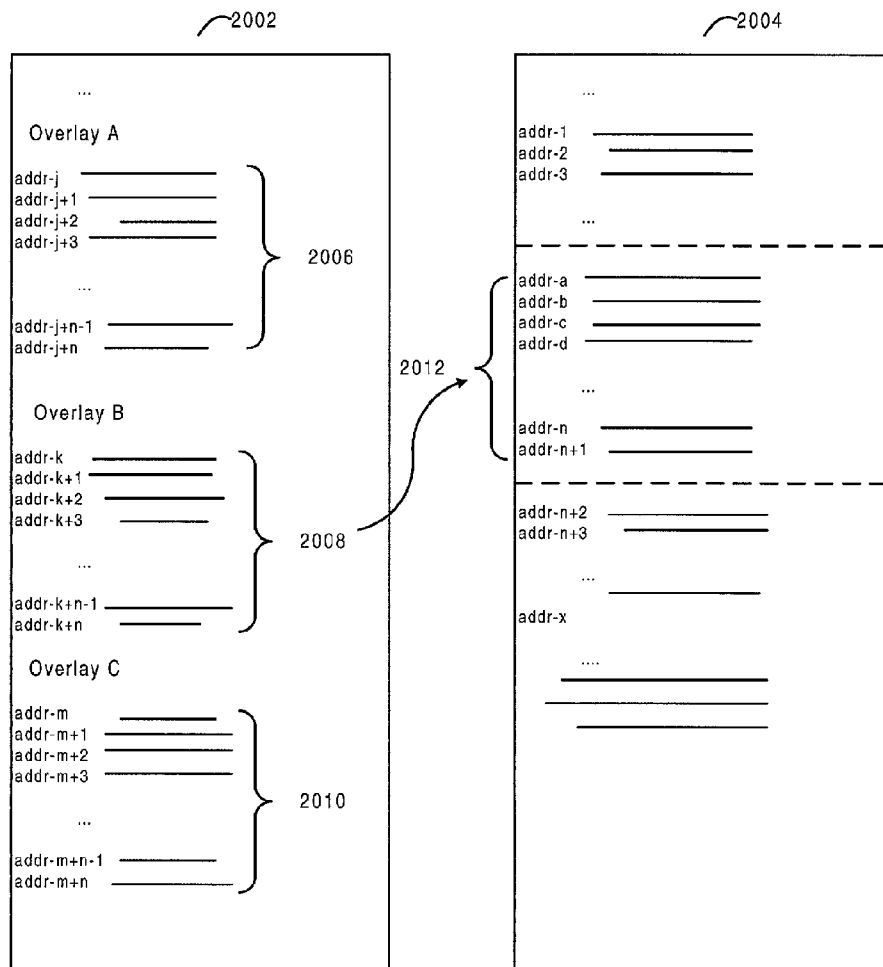 2002
...
Overlay A
addr-j
addr-j+1
addr-j+2
addr-j+3
...
addr-j+n-1
addr-j+n
2006
Overlay B
addr-k
addr-k+1
addr-k+2
addr-k+3
...
addr-k+n-1
addr-k+n
2008
Overlay C
addr-m
addr-m+1
addr-m+2
addr-m+3
...
addr-m+n-1
addr-m+n
2010
2004
...
addr-1
addr-2
addr-3
...
2012
addr-a
addr-b
addr-c
addr-d
...
addr-n
addr-n+1
addr-n+2
addr-n+3
...
addr-x
....